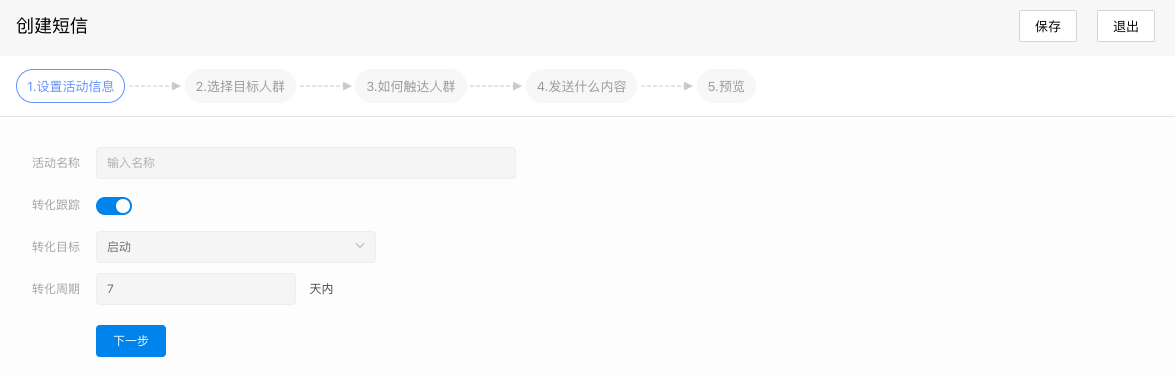 创建短信
保存
退出
1.设置活动信息
2.选择目标人群
3.如何触达人群
4.发送什么内容
5.预览
活动名称
输入名称
转化跟踪
转化目标
启动
转化周期
7
天内
下一步